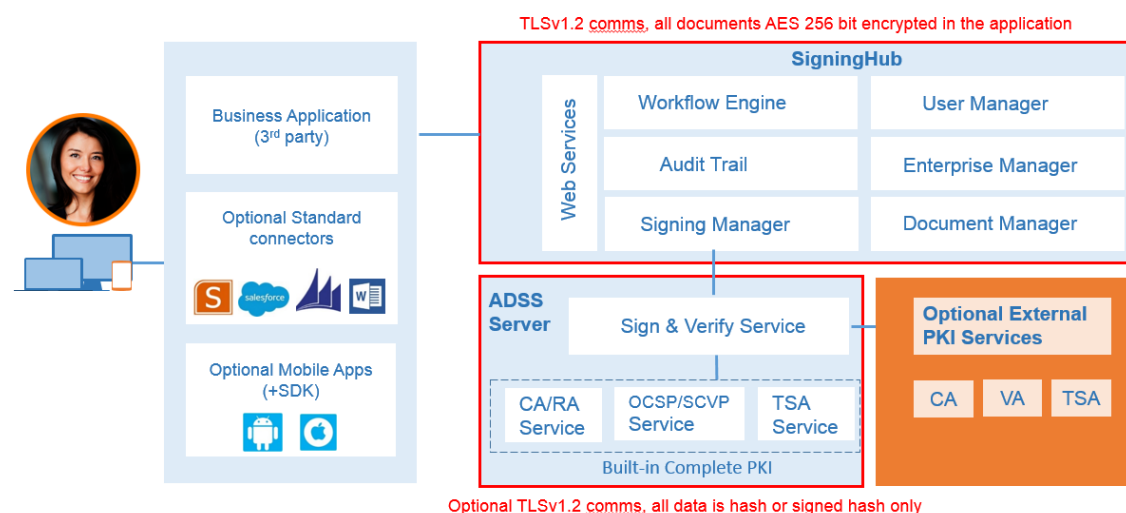 TLSv1.2 comms, all documents AES 256 bit encrypted in the application
Business Application
(3rd party)
Optional Standard
connectors
S
salesforce
W
Optional Mobile Apps
(+SDK)
SigningHub
Web Services
Workflow Engine
User Manager
Audit Trail
Enterprise Manager
Signing Manager
Document Manager
ADSS
Server
Sign & Verify Service
CA/RA
Service
OCSP/SCVP
Service
TSA
Service
Built-in Complete PKI
Optional External
PKI Services
CA
VA
TSA
Optional TLSv1.2 comms, all data is hash or signed hash only